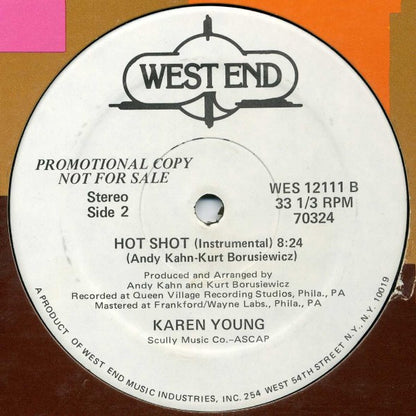 WEST END
PROMOTIONAL COPY
NOT FOR SALE
Stereo
Side 2
WES 12111 B
33 1/3 RPM
70324
HOT SHOT (Instrumental) 8:24
(Andy Kahn-Kurt Borusiewicz)
Produced and Arranged by
Andy Kahn and Kurt Borusiewicz
Recorded at Queen Village Recording Studios, Phila., PA
Mastered at Frankford/Wayne Labs., Phila., PA
KAREN YOUNG
Scully Music Co.-ASCAP
A PRODUCT OF WEST END MUSIC INDUSTRIES, INC. 254 WEST 54TH STREET N.Y., N.Y. 10019